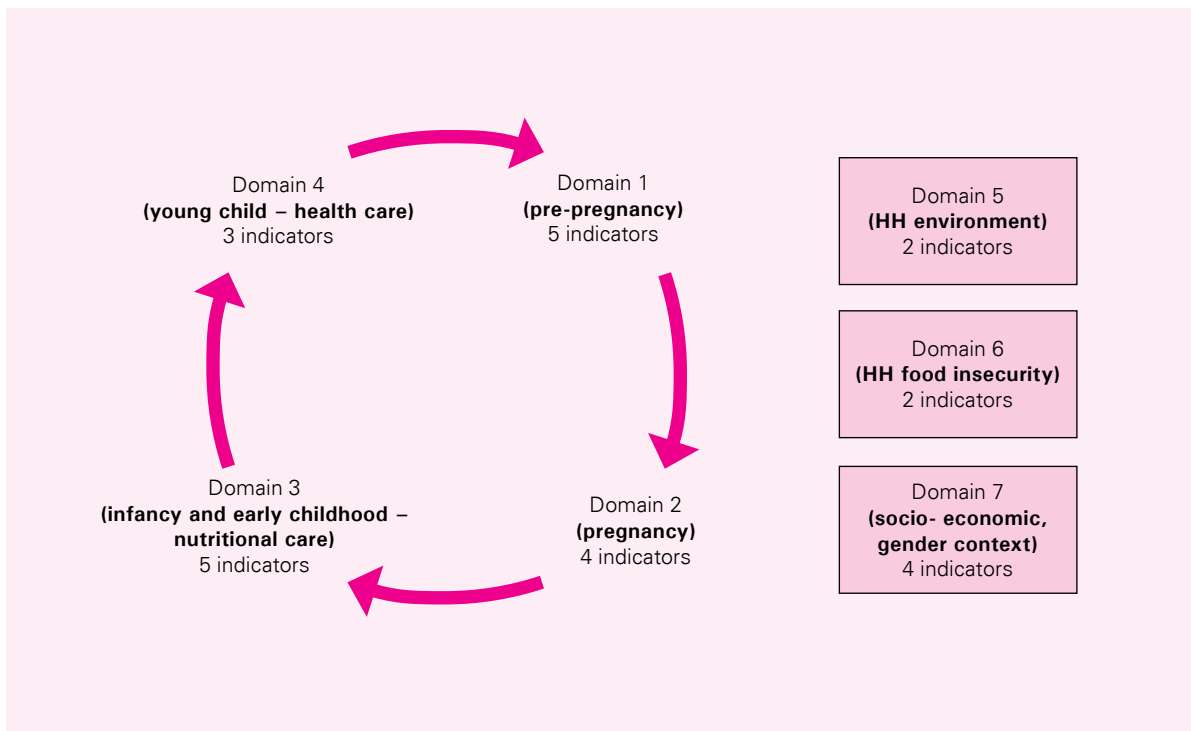 Domain 4
(young child – health care)
3 indicators
Domain 1
(pre-pregnancy)
5 indicators
Domain 3
(infancy and early childhood –
nutritional care)
5 indicators
Domain 2
(pregnancy)
4 indicators
Domain 5
(HH environment)
2 indicators
Domain 6
(HH food insecurity)
2 indicators
Domain 7
(socio- economic,
gender context)
4 indicators